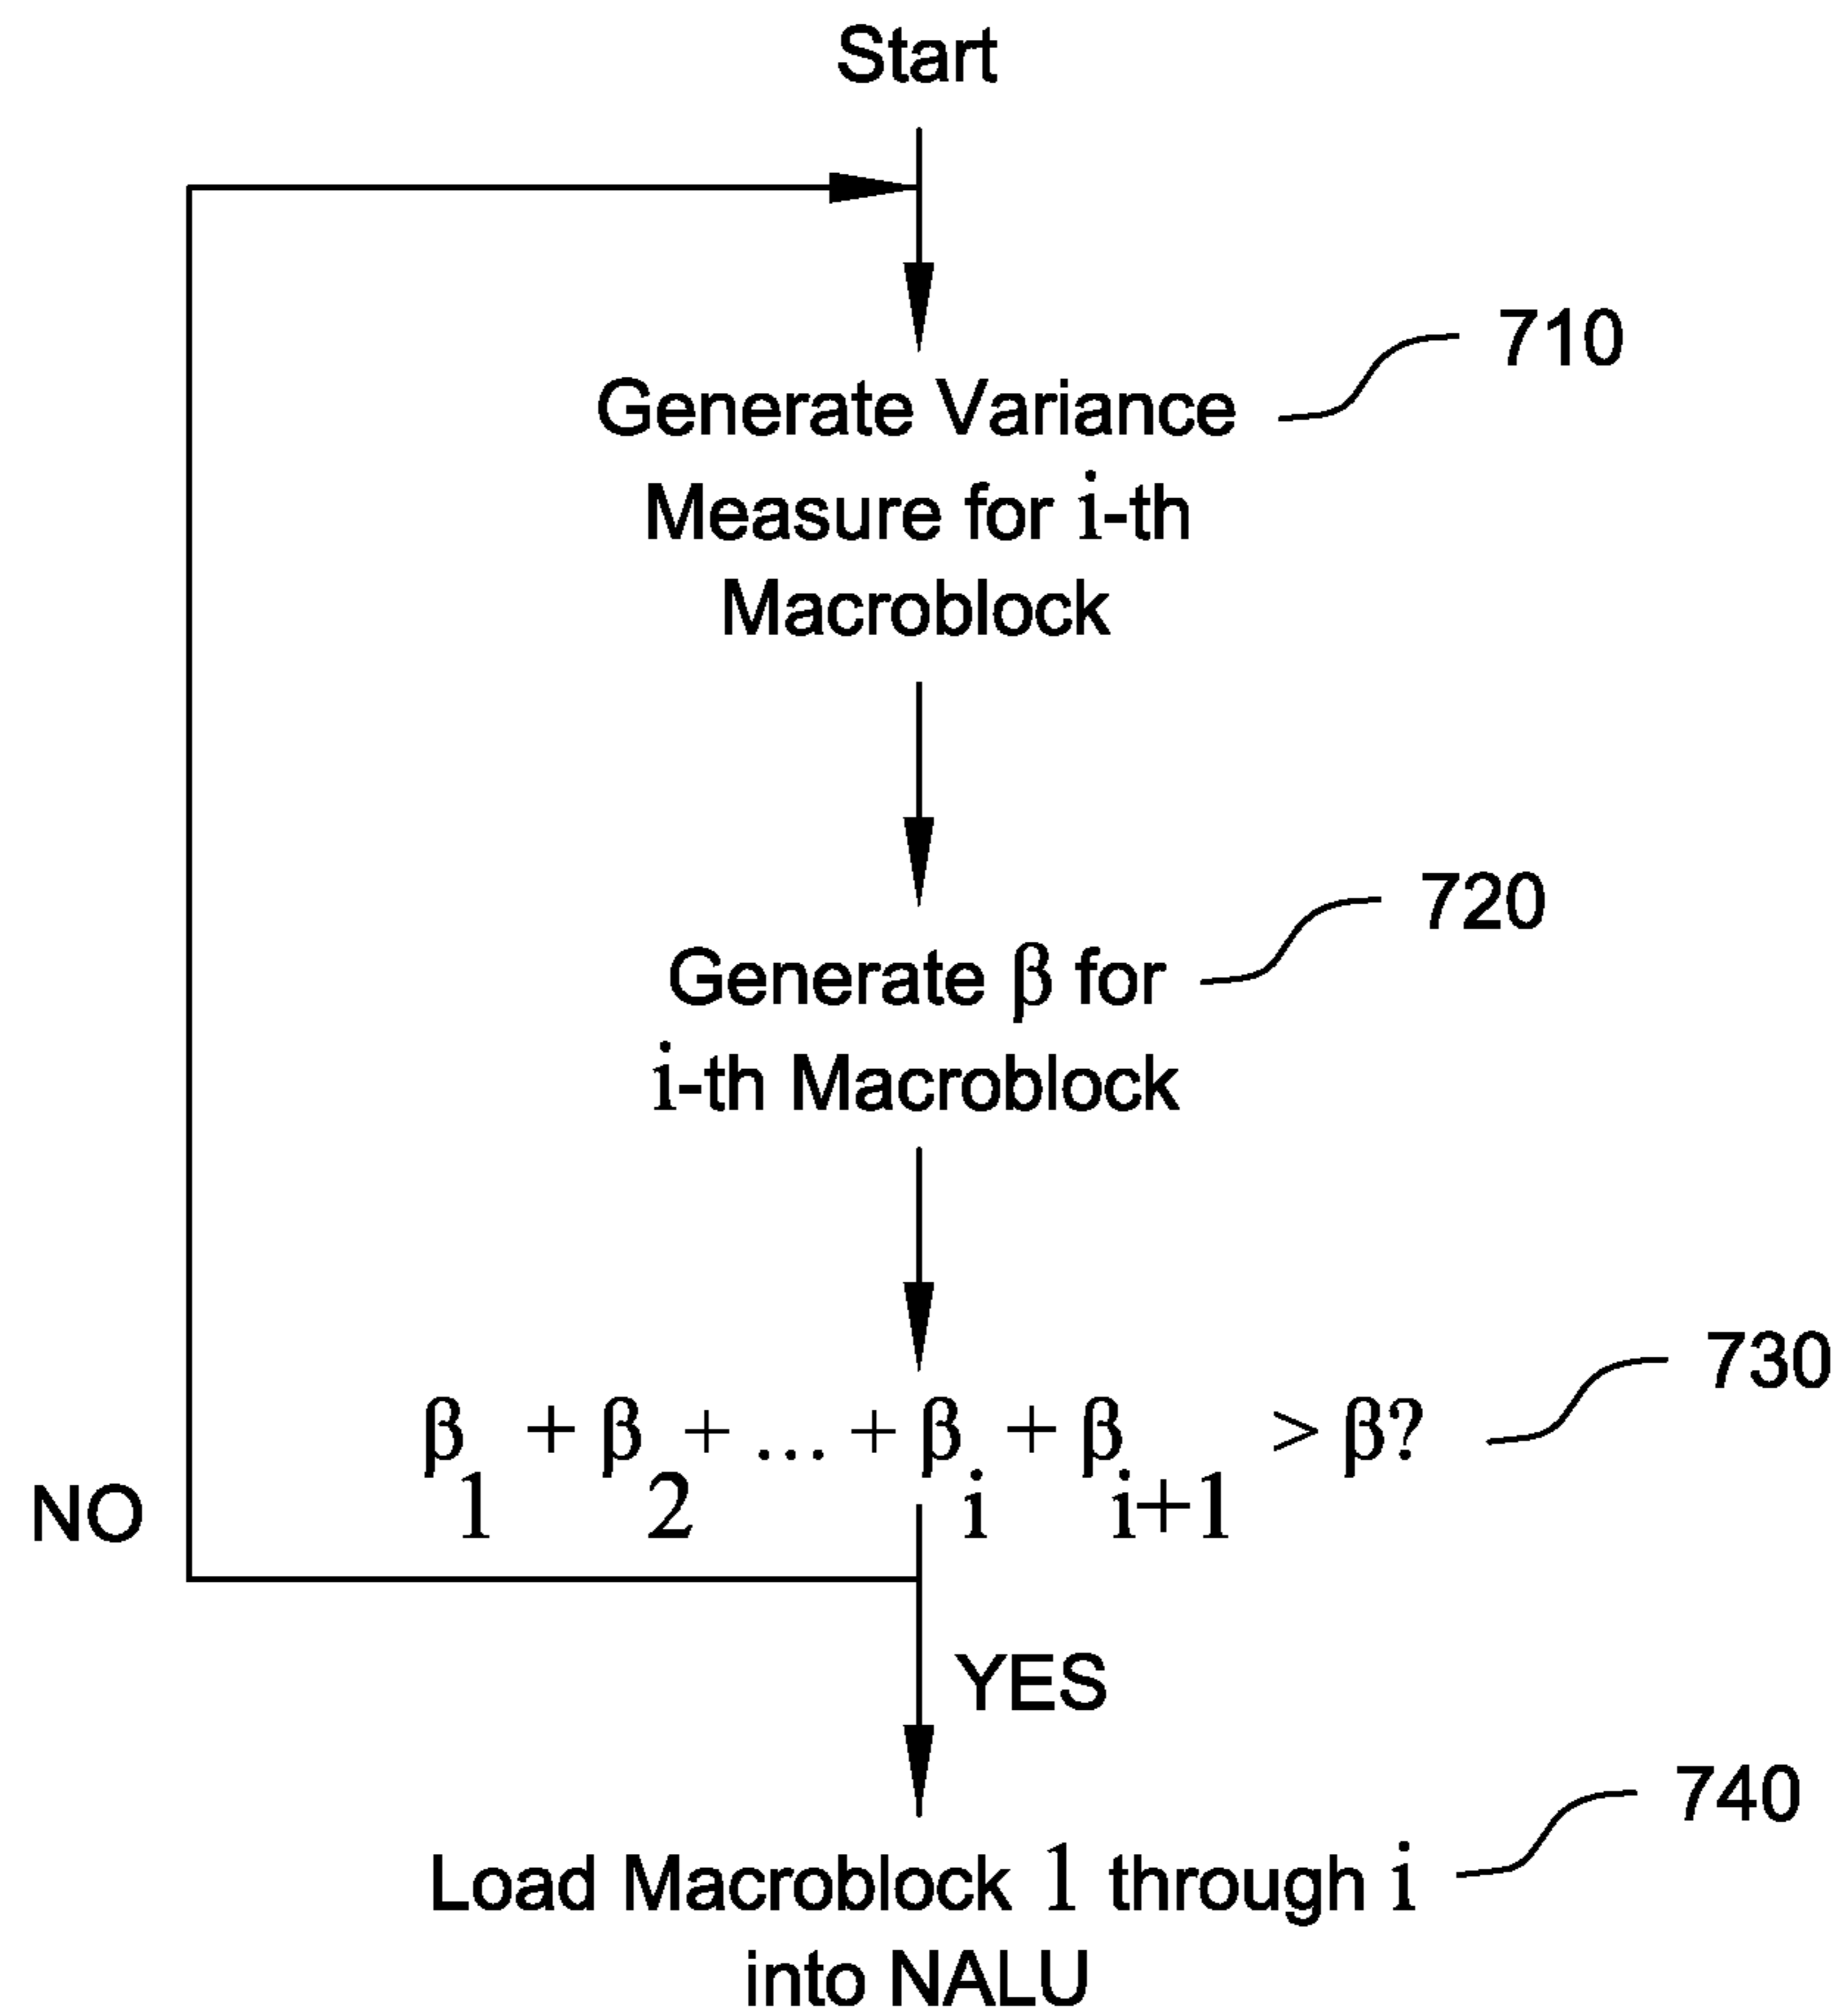 Start
710
Generate Variance
Measure for i-th
Macroblock
720
Generate β for
i-th Macroblock
730
β1 + β2 + ... + βi + βi+1 > β?
NO
YES
740
Load Macroblock 1 through i
into NALU